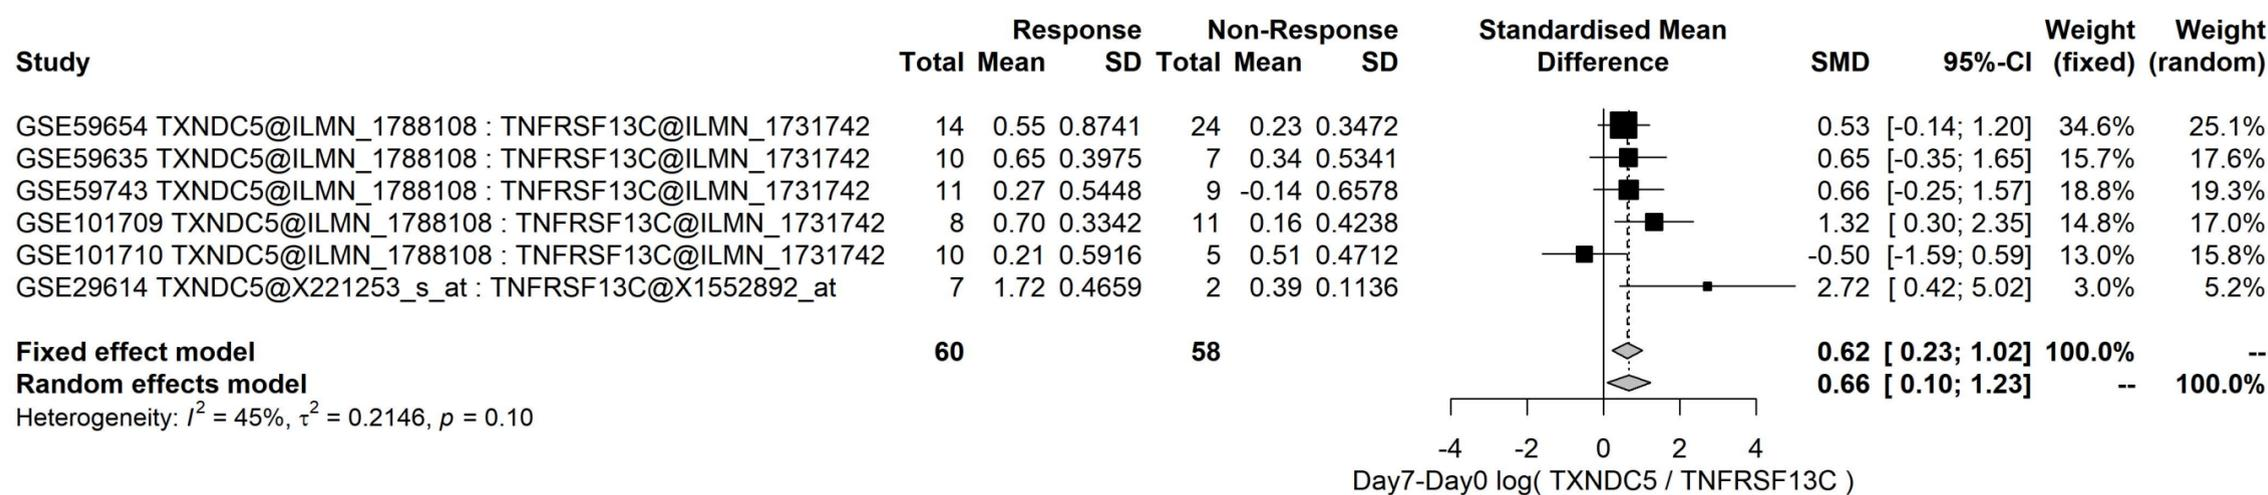 Response Non-Response Standardised Mean Weight Weight
Study Total Mean SD Total Mean SD Difference SMD 95%-CI (fixed) (random)
GSE59654 TXNDC5@ILMN_1788108 : TNFRSF13C@ILMN_1731742 14 0.55 0.8741 24 0.23 0.3472 0.53 [-0.14; 1.20] 34.6% 25.1%
GSE59635 TXNDC5@ILMN_1788108 : TNFRSF13C@ILMN_1731742 10 0.65 0.3975 7 0.34 0.5341 0.65 [-0.35; 1.65] 15.7% 17.6%
GSE59743 TXNDC5@ILMN_1788108 : TNFRSF13C@ILMN_1731742 11 0.27 0.5448 9 -0.14 0.6578 0.66 [-0.25; 1.57] 18.8% 19.3%
GSE101709 TXNDC5@ILMN_1788108 : TNFRSF13C@ILMN_1731742 8 0.70 0.3342 11 0.16 0.4238 1.32 [ 0.30; 2.35] 14.8% 17.0%
GSE101710 TXNDC5@ILMN_1788108 : TNFRSF13C@ILMN_1731742 10 0.21 0.5916 5 0.51 0.4712 -0.50 [-1.59; 0.59] 13.0% 15.8%
GSE29614 TXNDC5@X221253_s_at : TNFRSF13C@X1552892_at 7 1.72 0.4659 2 0.39 0.1136 2.72 [ 0.42; 5.02] 3.0% 5.2%
Fixed effect model 60 58 0.62 [ 0.23; 1.02] 100.0% --
Random effects model 0.66 [ 0.10; 1.23] -- 100.0%
Heterogeneity: I² = 45%, τ² = 0.2146, p = 0.10
-4 -2 0 2 4
Day7-Day0 log( TXNDC5 / TNFRSF13C )